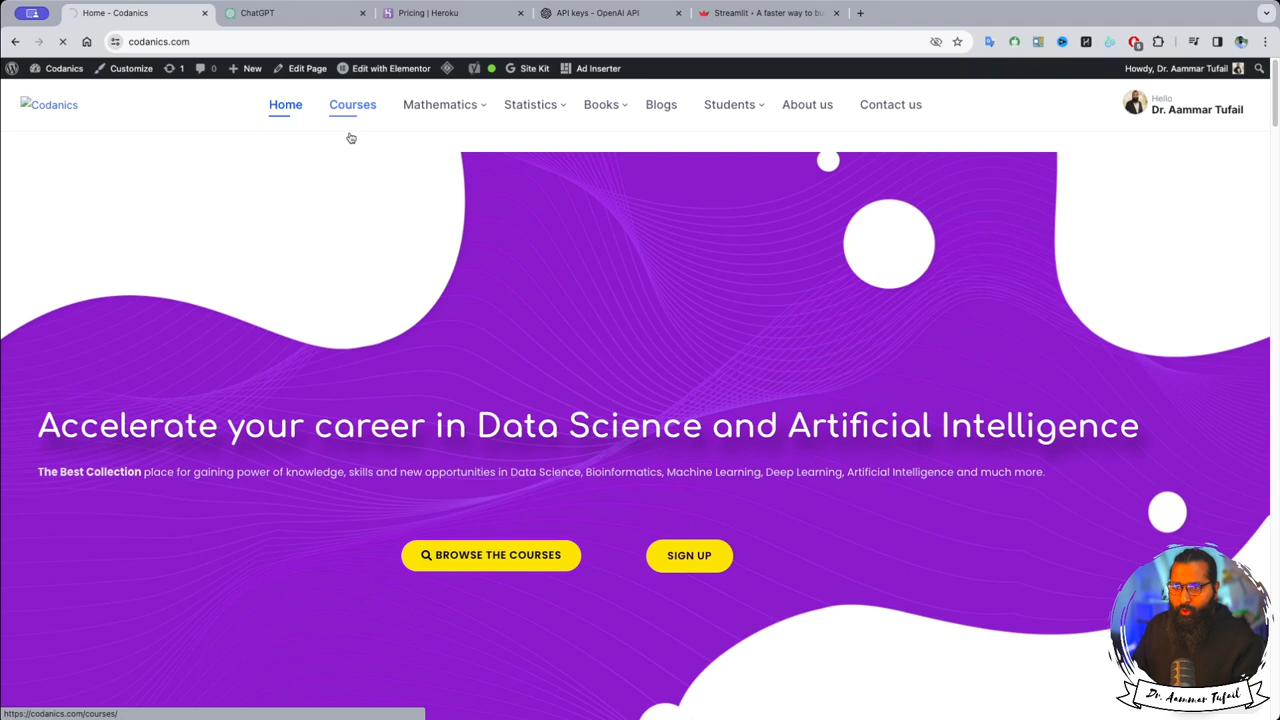 Home - Codanics
ChatGPT
Pricing | Heroku
API keys - OpenAI API
Streamlit • A faster way to bu
codanics.com
6
Codanics
Customize
1
0
New
Edit Page
Edit with Elementor
Site Kit
Ad Inserter
Howdy, Dr. Aammar Tufail
Codanics
Home
Courses
Mathematics
Statistics
Books
Blogs
Students
About us
Contact us
Hello
Dr. Aammar Tufail
Accelerate your career in Data Science and Artificial Intelligence
The Best Collection place for gaining power of knowledge, skills and new opportunities in Data Science, Bioinformatics, Machine Learning, Deep Learning, Artificial Intelligence and much more.
BROWSE THE COURSES
SIGN UP
Dr. Aammar Tufail
https://codanics.com/courses/